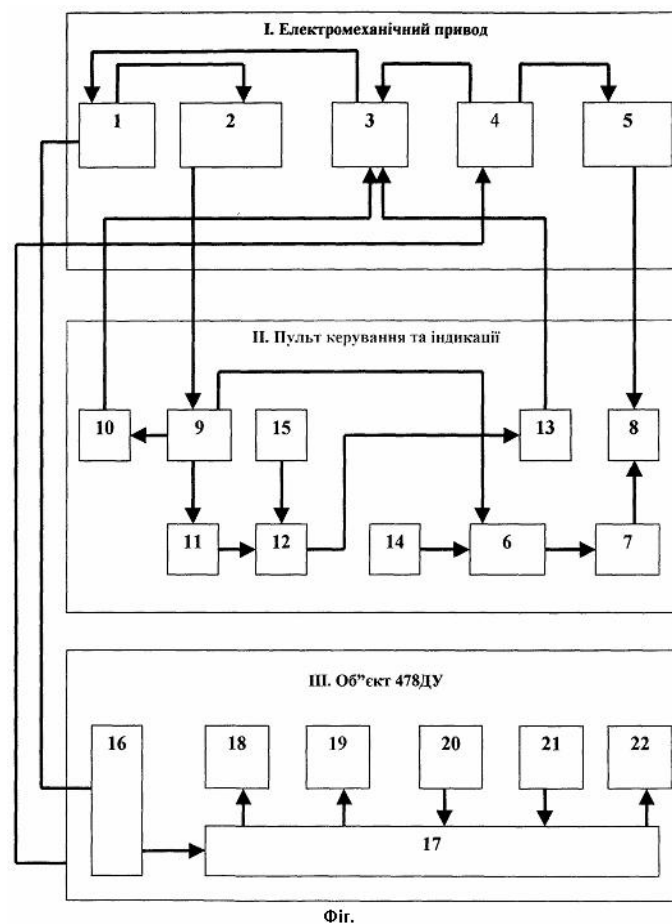 I. Електромеханічний привод
1 2 3 4 5
II. Пульт керування та індикації
10 9 15 13 8
11 12 14 6 7
III. Об"єкт 478ДУ
16 18 19 20 21 22
17
Фіг.